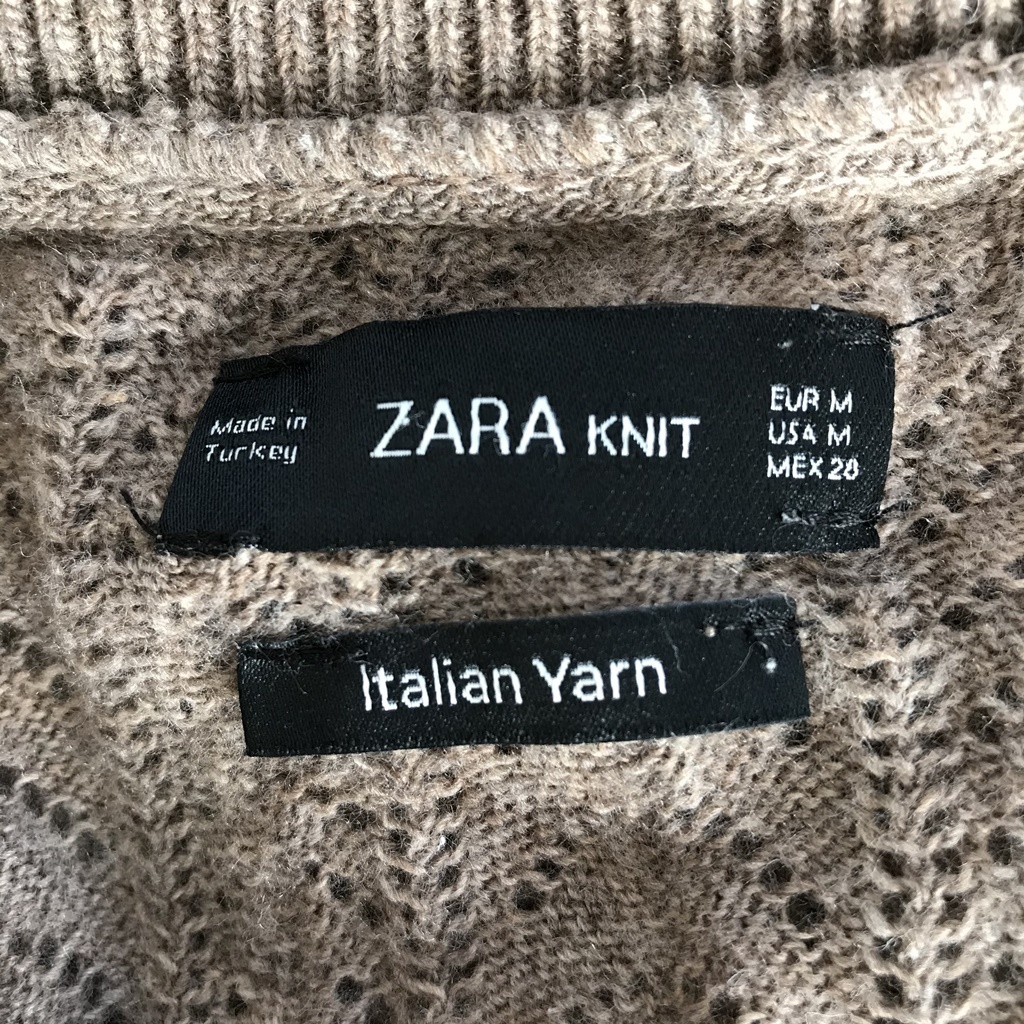 Made in
Turkey
ZARA KNIT
EUR M
USA M
MEX 28
Italian Yarn